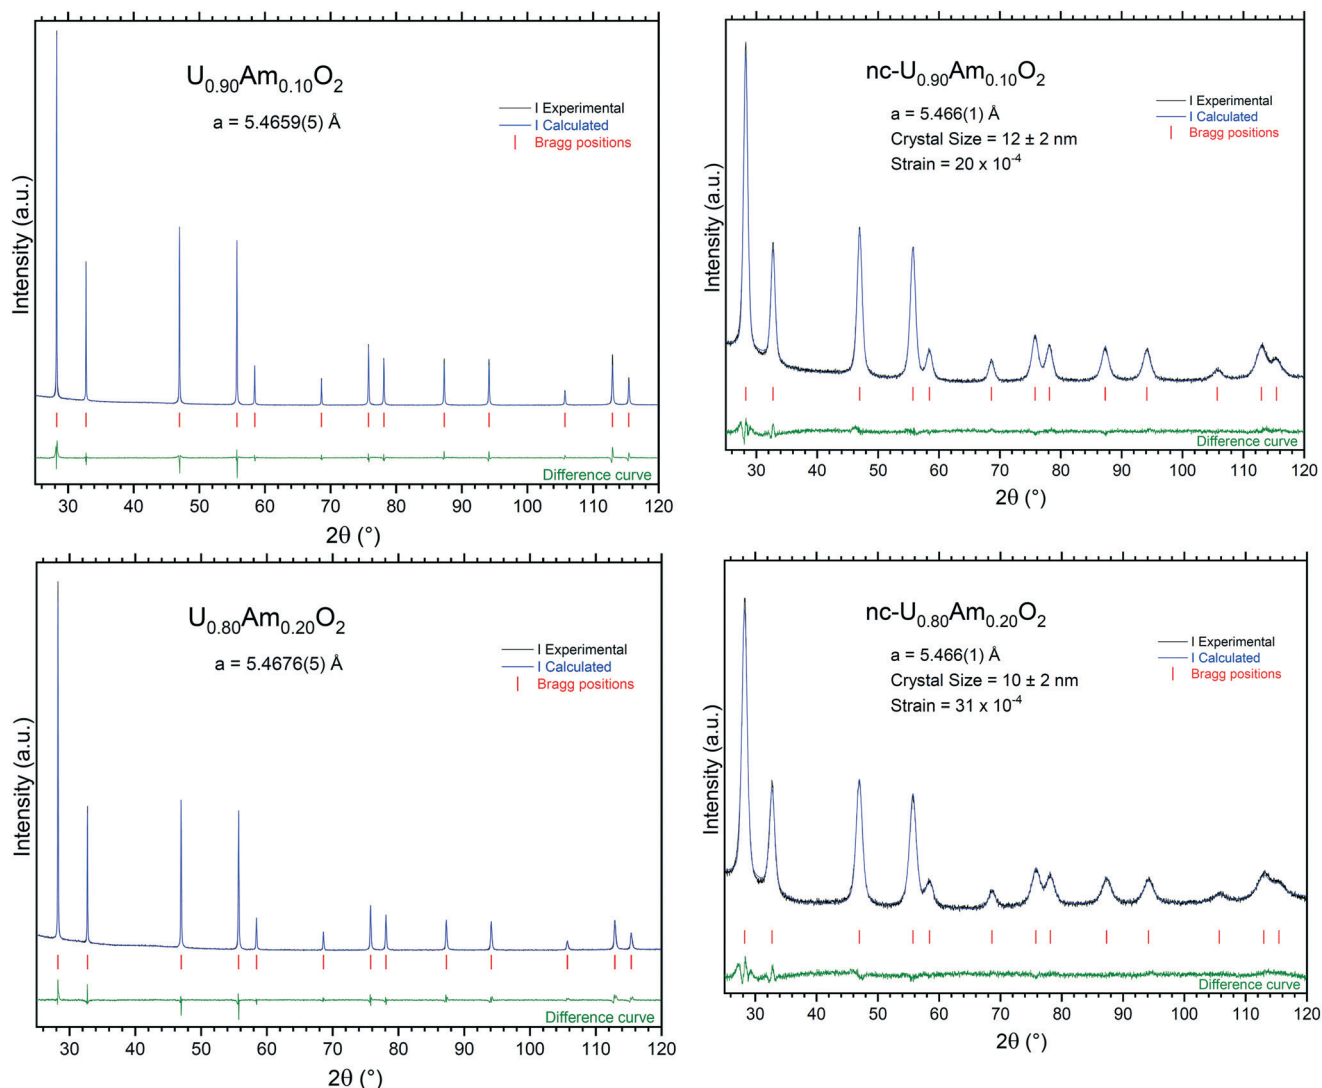 U0.90Am0.10O2
a = 5.4659(5) Å
I Experimental
I Calculated
Bragg positions
Intensity (a.u.)
Difference curve
30 40 50 60 70 80 90 100 110 120
2θ (°)
nc-U0.90Am0.10O2
a = 5.466(1) Å
Crystal Size = 12 ± 2 nm
Strain = 20 x 10-4
I Experimental
I Calculated
Bragg positions
Intensity (a.u.)
Difference curve
30 40 50 60 70 80 90 100 110 120
2θ (°)
U0.80Am0.20O2
a = 5.4676(5) Å
I Experimental
I Calculated
Bragg positions
Intensity (a.u.)
Difference curve
30 40 50 60 70 80 90 100 110 120
2θ (°)
nc-U0.80Am0.20O2
a = 5.466(1) Å
Crystal Size = 10 ± 2 nm
Strain = 31 x 10-4
I Experimental
I Calculated
Bragg positions
Intensity (a.u.)
Difference curve
30 40 50 60 70 80 90 100 110 120
2θ (°)